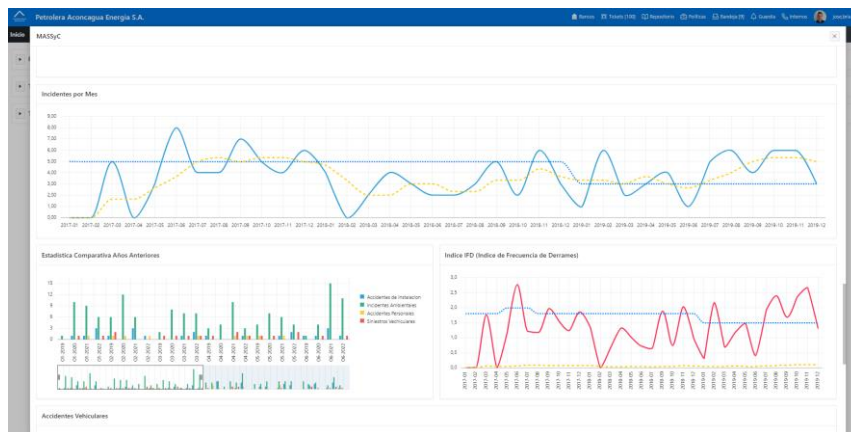 Petrolera Aconcagua Energia S.A.
Bancos Tickets [100] Repositorio Políticas Bandeja [9] Guardia Internos
Inicio
MASSyC
Incidentes por Mes
9,00
8,00
7,00
6,00
5,00
4,00
3,00
2,00
1,00
0,00
2017-01 2017-02 2017-03 2017-04 2017-05 2017-06 2017-07 2017-08 2017-09 2017-10 2017-11 2017-12 2018-01 2018-02 2018-03 2018-04 2018-05 2018-06 2018-07 2018-08 2018-09 2018-10 2018-11 2018-12 2019-01 2019-02 2019-03 2019-04 2019-05 2019-06 2019-07 2019-08 2019-09 2019-10 2019-11 2019-12
Estadística Comparativa Años Anteriores
15
12
9
6
3
0
Accidentes de Instalacion
Incidentes Ambientales
Accidentes Personales
Siniestros Vechiculares
Indice IFD (Indice de Frecuencia de Derrames)
3,0
2,5
2,0
1,5
1,0
0,5
0,0
Accidentes Vehiculares